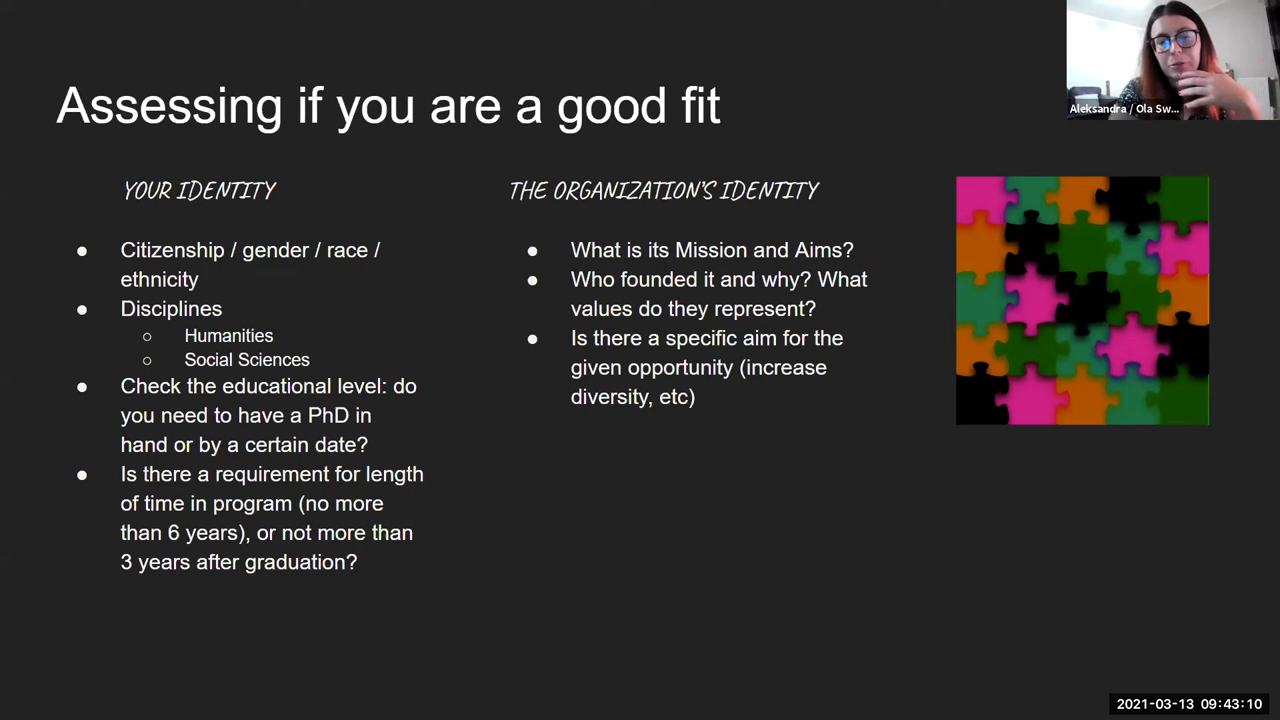 Assessing if you are a good fit
YOUR IDENTITY
● Citizenship / gender / race /
ethnicity
● Disciplines
○ Humanities
○ Social Sciences
● Check the educational level: do
you need to have a PhD in
hand or by a certain date?
● Is there a requirement for length
of time in program (no more
than 6 years), or not more than
3 years after graduation?
THE ORGANIZATION'S IDENTITY
● What is its Mission and Aims?
● Who founded it and why? What
values do they represent?
● Is there a specific aim for the
given opportunity (increase
diversity, etc)
Aleksandra / Ola Sw...
2021-03-13 09:43:10